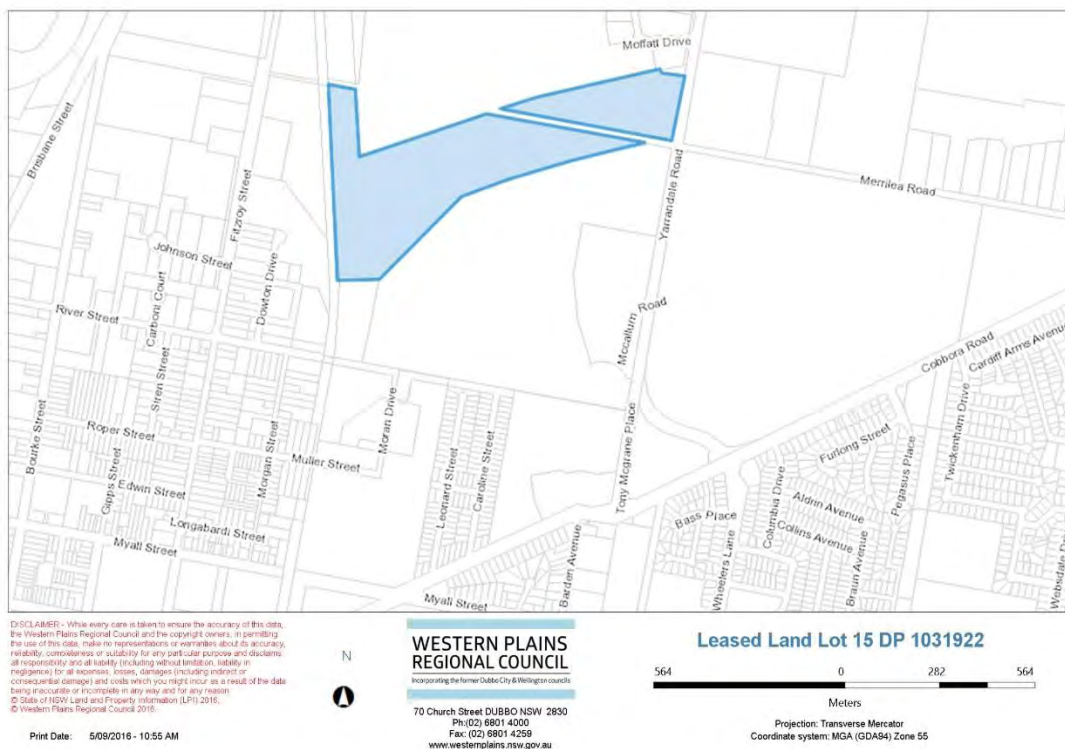 Moffatt Drive
Brisbane Street
Fitzroy Street
Yarrandale Road
Merrilea Road
Johnson Street
Dowton Drive
Carboni Court
River Street
Mccallum Road
Cobbora Road
Cardiff Arms Avenue
Siren Street
Moran Drive
Roper Street
Bourke Street
Gipps Street
Morgan Street
Muller Street
Edwin Street
Leonard Street
Caroline Street
Tony Mcgrane Place
Furlong Street
Twickenham Drive
Pegasus Place
Columbia Drive
Aldrin Avenue
Bass Place
Collins Avenue
Longabardi Street
Myall Street
Myall Street
Barden Avenue
Wheelers Lane
Braun Avenue
Websdale
DISCLAIMER - While every care is taken to ensure the accuracy of this data,
the Western Plains Regional Council and the copyright owners, in permitting
the use of this data, make no representations or warranties about its accuracy,
reliability, completeness or suitability for any particular purpose and disclaims
all responsibility and all liability (including without limitation, liability in
negligence) for all expenses, losses, damages (including indirect or
consequential damage) and costs which you might incur as a result of the data
being inaccurate or incomplete in any way and for any reason
© State of NSW Land and Property Information (LPI) 2016.
© Western Plains Regional Council 2016.
Print Date: 5/09/2016 - 10:55 AM
N
WESTERN PLAINS
REGIONAL COUNCIL
Incorporating the former Dubbo City & Wellington councils
70 Church Street DUBBO NSW 2830
Ph:(02) 6801 4000
Fax: (02) 6801 4259
www.westernplains.nsw.gov.au
Leased Land Lot 15 DP 1031922
564 0 282 564
Meters
Projection: Transverse Mercator
Coordinate system: MGA (GDA94) Zone 55